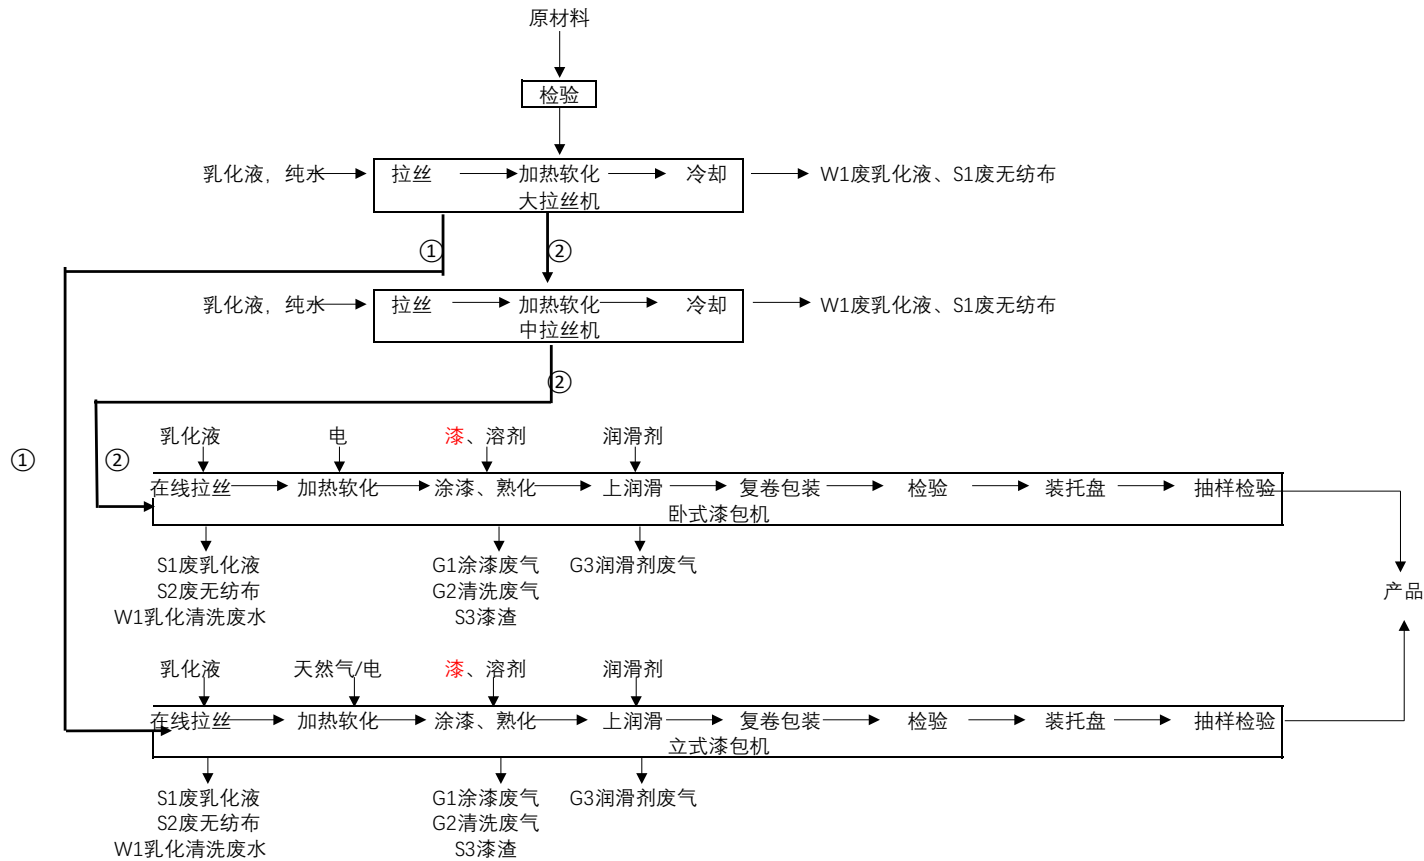 原材料
检验
乳化液，纯水 拉丝 加热软化 冷却 W1废乳化液、S1废无纺布
大拉丝机
① ②
乳化液，纯水 拉丝 加热软化 冷却 W1废乳化液、S1废无纺布
中拉丝机
②
乳化液 电 漆、溶剂 润滑剂
① ②
在线拉丝 加热软化 涂漆、熟化 上润滑 复卷包装 检验 装托盘 抽样检验
卧式漆包机
S1废乳化液 G1涂漆废气 G3润滑剂废气
S2废无纺布 G2清洗废气
产品
W1乳化清洗废水 S3漆渣
乳化液 天然气/电 漆、溶剂 润滑剂
在线拉丝 加热软化 涂漆、熟化 上润滑 复卷包装 检验 装托盘 抽样检验
立式漆包机
S1废乳化液 G1涂漆废气 G3润滑剂废气
S2废无纺布 G2清洗废气
W1乳化清洗废水 S3漆渣